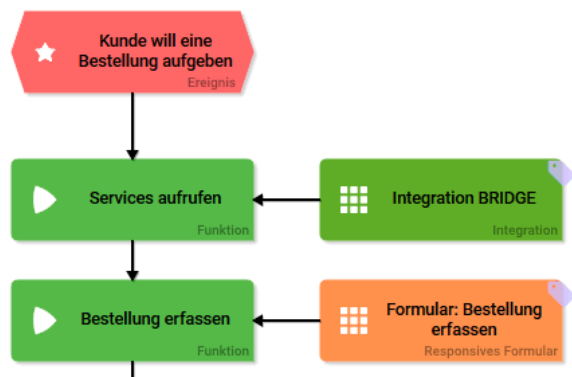 Kunde will eine
Bestellung aufgeben
Ereignis
Services aufrufen
Funktion
Integration BRIDGE
Integration
Bestellung erfassen
Funktion
Formular: Bestellung
erfassen
Responsives Formular